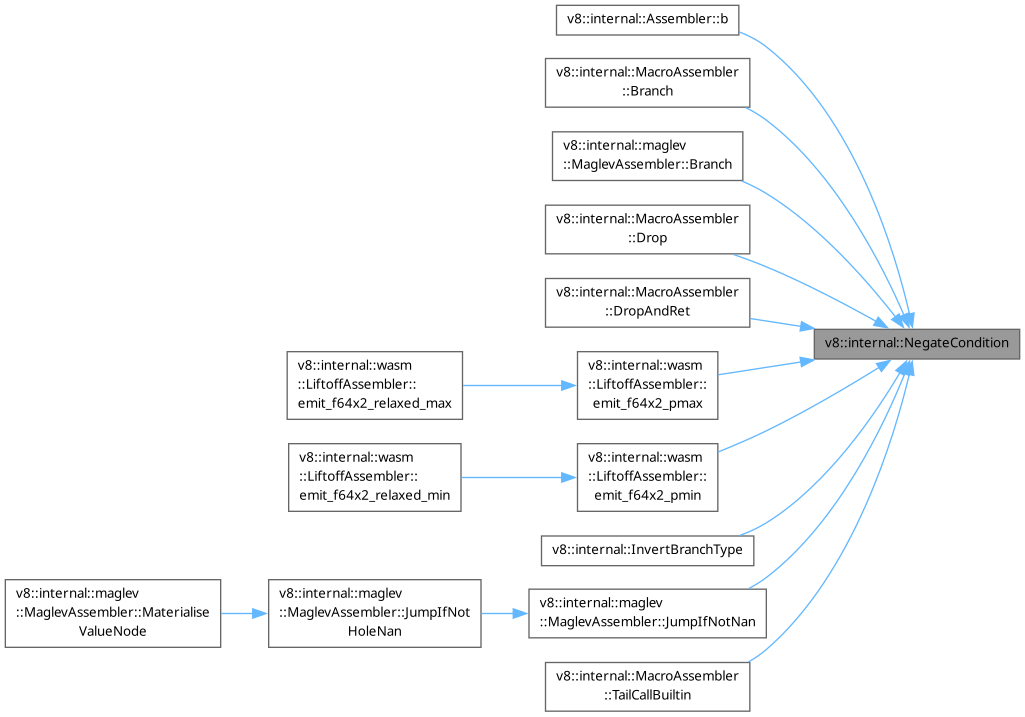 v8::internal::Assembler::b
v8::internal::MacroAssembler
::Branch
v8::internal::maglev
::MaglevAssembler::Branch
v8::internal::MacroAssembler
::Drop
v8::internal::MacroAssembler
::DropAndRet
v8::internal::NegateCondition
v8::internal::wasm
::LiftoffAssembler::
emit_f64x2_relaxed_max
v8::internal::wasm
::LiftoffAssembler::
emit_f64x2_pmax
v8::internal::wasm
::LiftoffAssembler::
emit_f64x2_relaxed_min
v8::internal::wasm
::LiftoffAssembler::
emit_f64x2_pmin
v8::internal::InvertBranchType
v8::internal::maglev
::MaglevAssembler::Materialise
ValueNode
v8::internal::maglev
::MaglevAssembler::JumpIfNot
HoleNan
v8::internal::maglev
::MaglevAssembler::JumpIfNotNan
v8::internal::MacroAssembler
::TailCallBuiltin